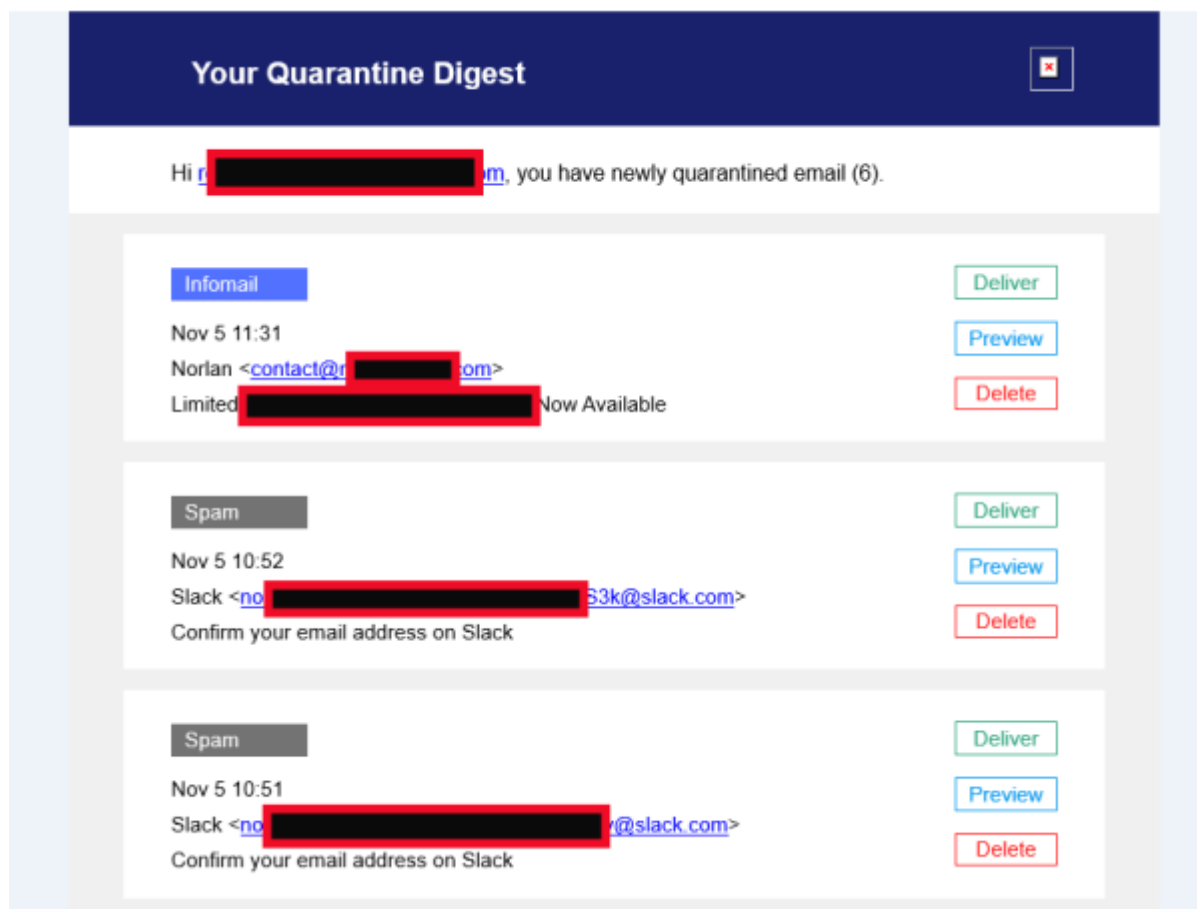 Your Quarantine Digest
Hi r m, you have newly quarantined email (6).
Infomail
Deliver
Nov 5 11:31
Preview
Norlan <contact@r com>
Delete
Limited Now Available
Spam
Deliver
Nov 5 10:52
Preview
Slack <no S3k@slack.com>
Delete
Confirm your email address on Slack
Spam
Deliver
Nov 5 10:51
Preview
Slack <no @slack.com>
Delete
Confirm your email address on Slack